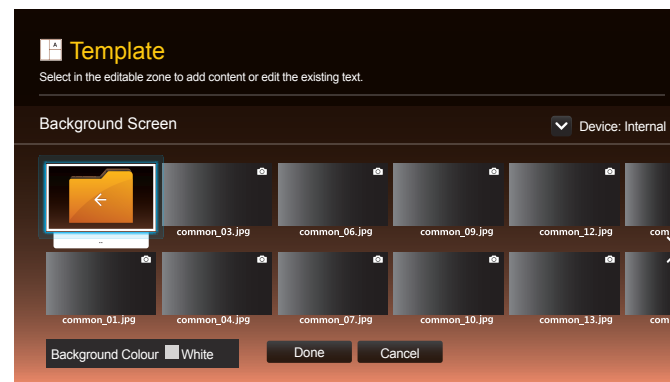 A
Template
Select in the editable zone to add content or edit the existing text.
Background Screen
Device: Internal
common_03.jpg common_06.jpg common_09.jpg common_12.jpg com
..
common_01.jpg common_04.jpg common_07.jpg common_10.jpg common_13.jpg com
Background Colour White Done Cancel